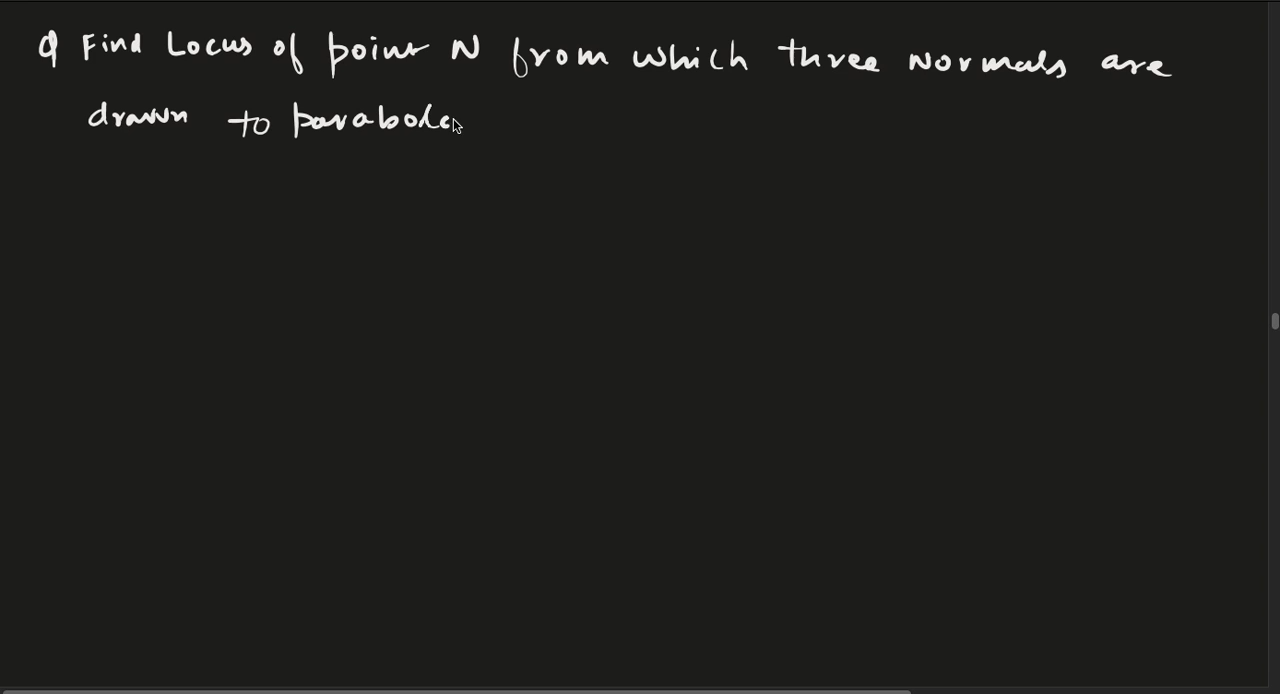 Q Find Locus of point N from which three Normals are
drawn to parabola